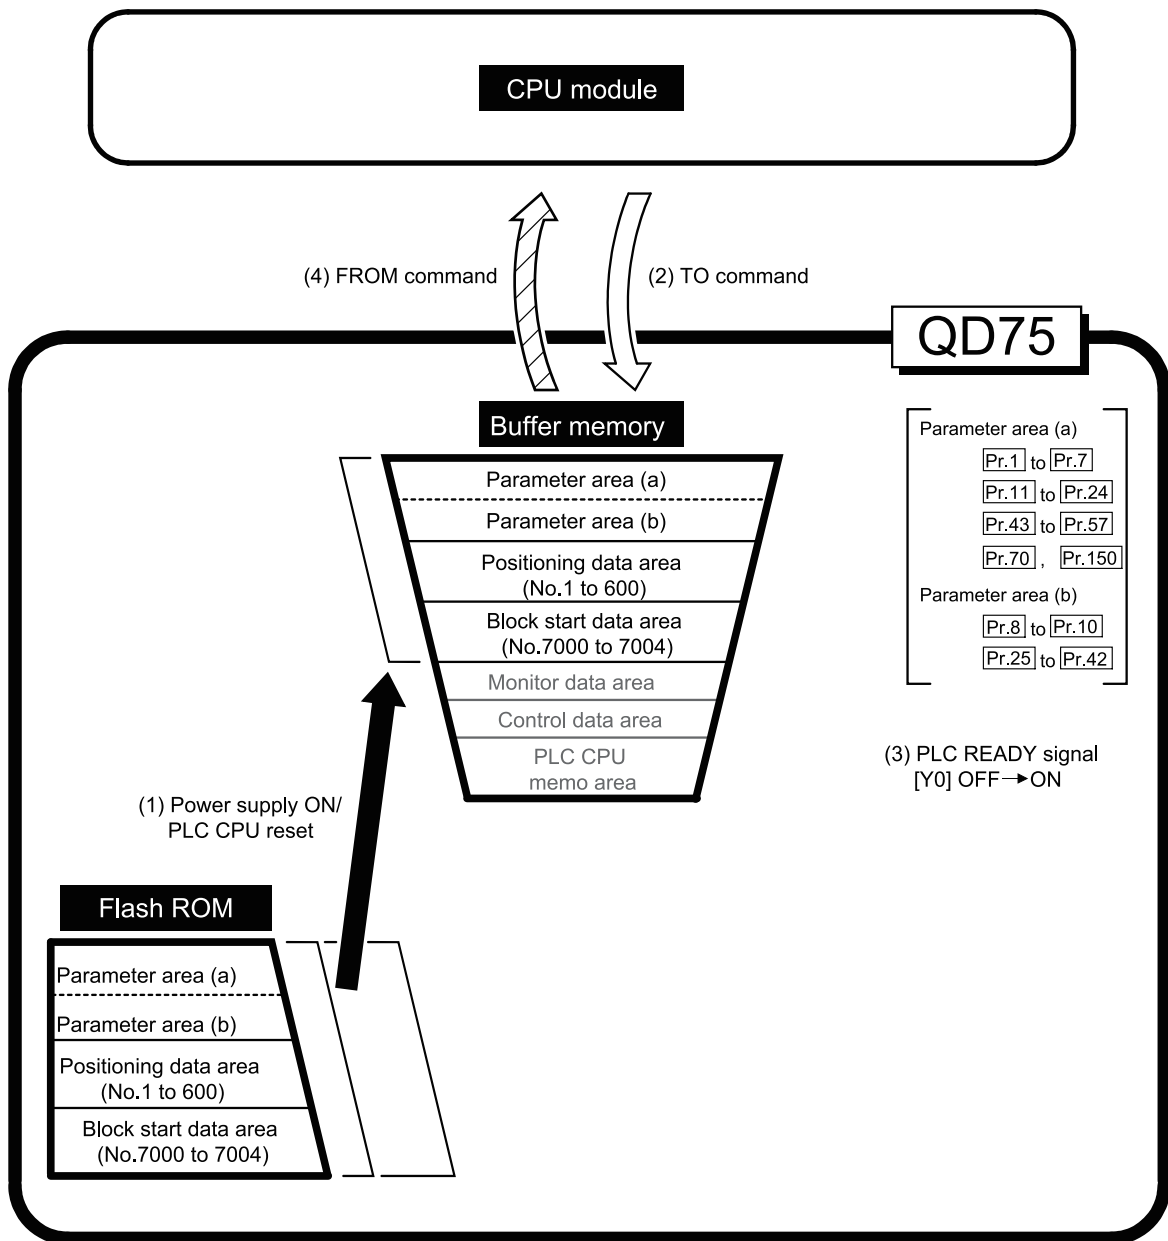 CPU module
(4) FROM command
(2) TO command
QD75
Buffer memory
Parameter area (a)
Parameter area (b)
Positioning data area
(No.1 to 600)
Block start data area
(No.7000 to 7004)
Monitor data area
Control data area
PLC CPU
memo area
Parameter area (a)
Pr.1 to Pr.7
Pr.11 to Pr.24
Pr.43 to Pr.57
Pr.70 , Pr.150
Parameter area (b)
Pr.8 to Pr.10
Pr.25 to Pr.42
(3) PLC READY signal
[Y0] OFF→ON
(1) Power supply ON/
PLC CPU reset
Flash ROM
Parameter area (a)
Parameter area (b)
Positioning data area
(No.1 to 600)
Block start data area
(No.7000 to 7004)